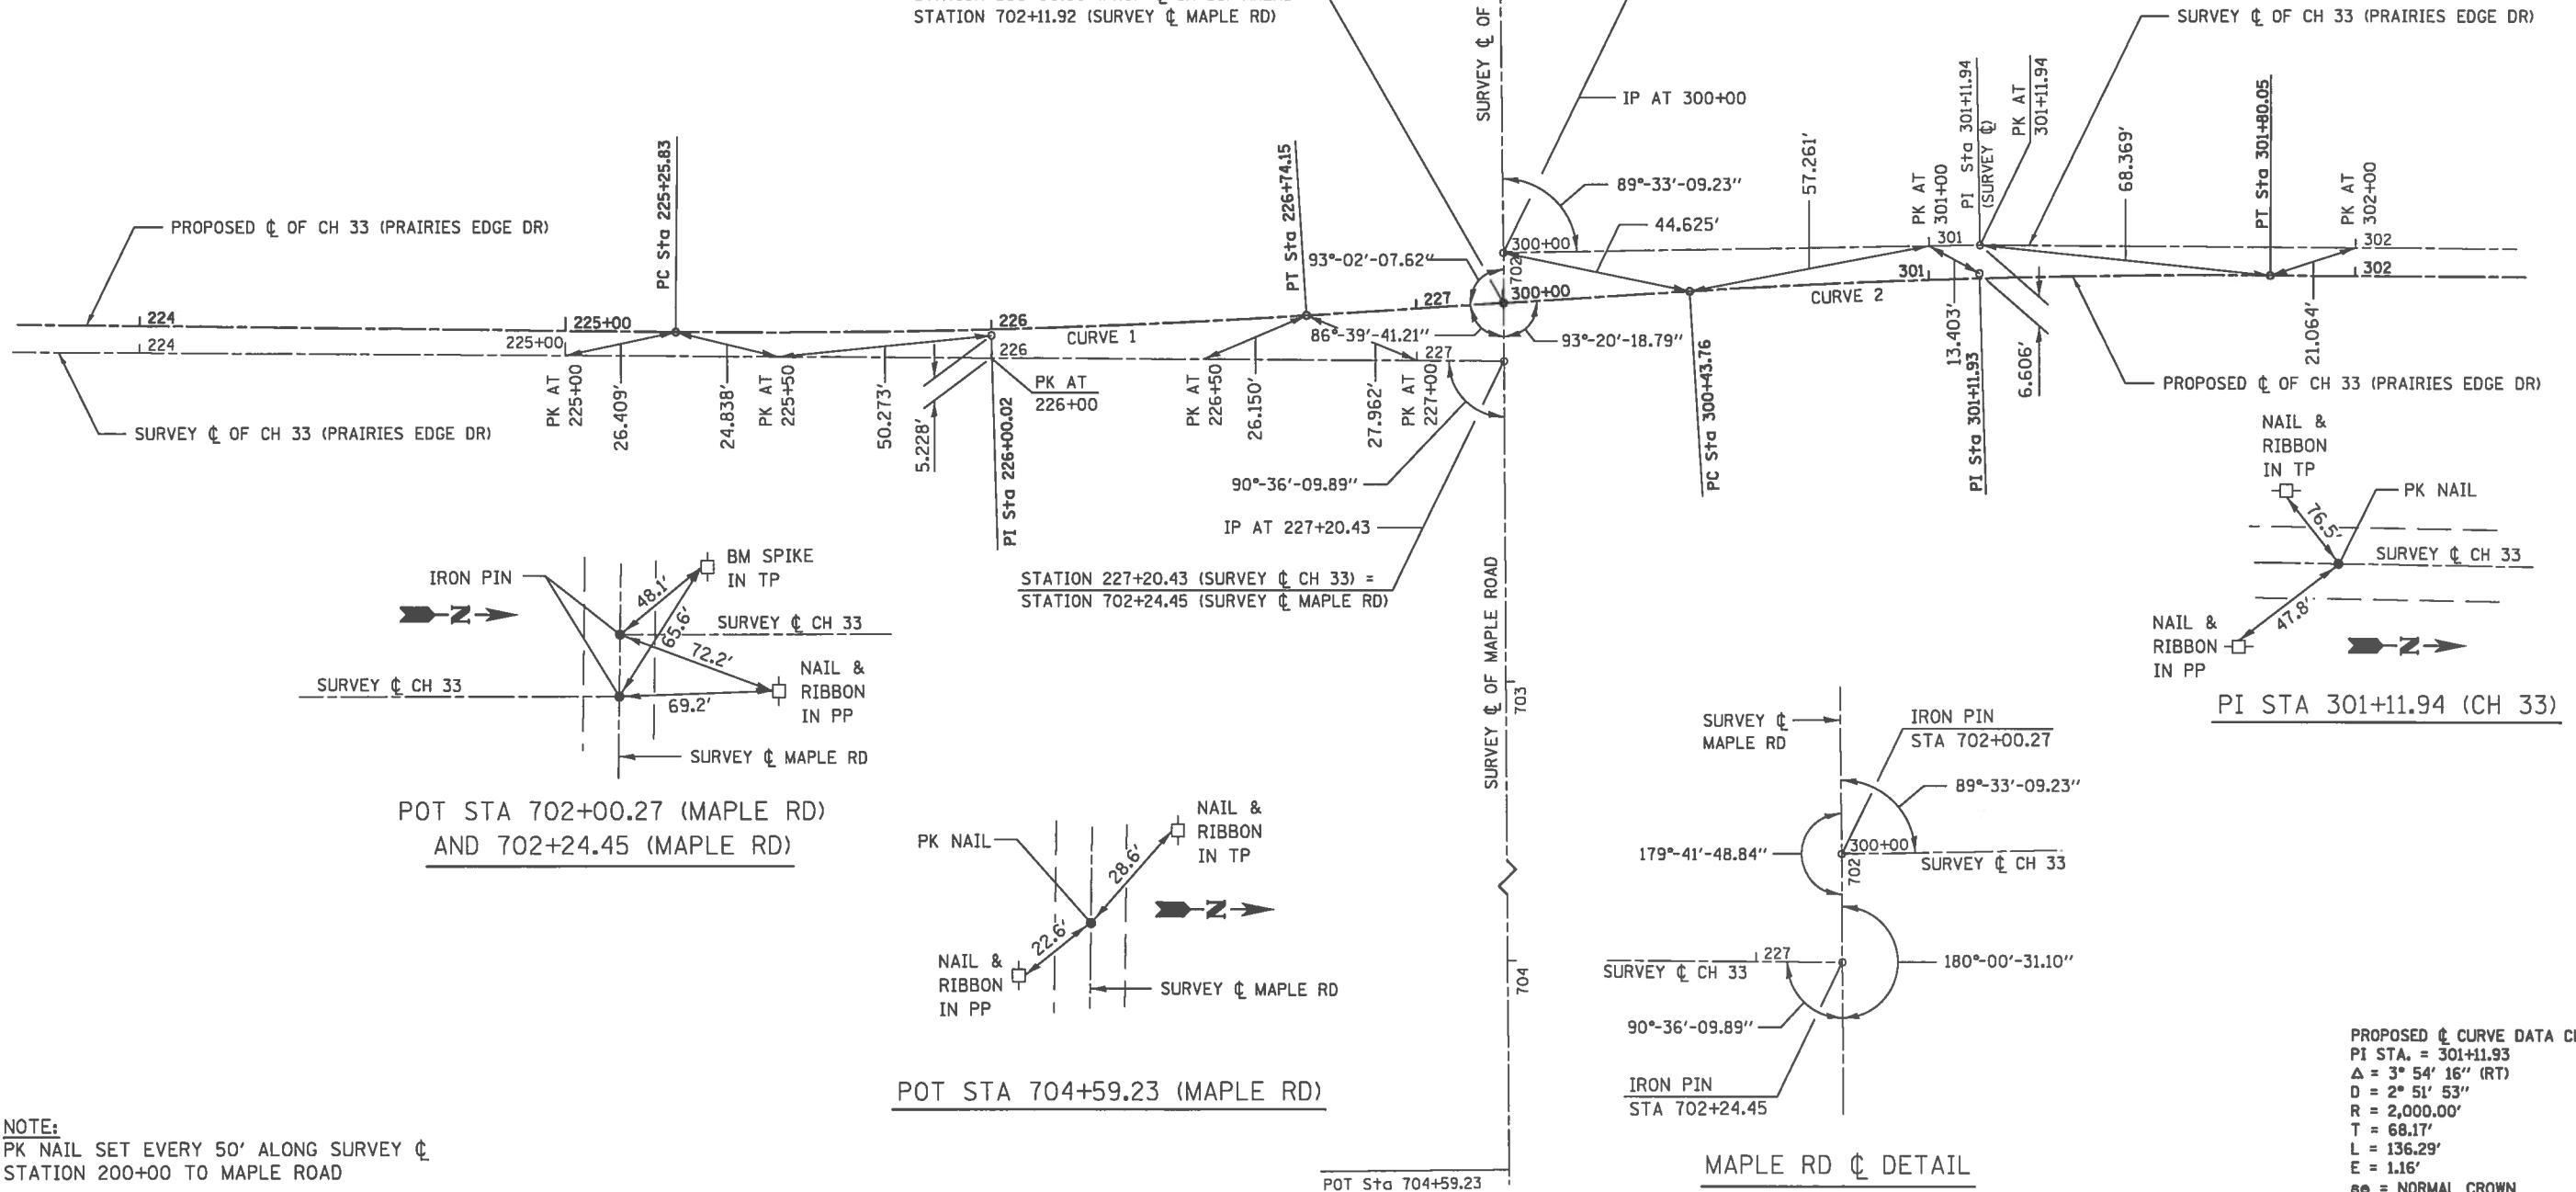 STATION 702+11.92 (SURVEY ℄ MAPLE RD)
SURVEY ℄ OF
SURVEY ℄ OF CH 33 (PRAIRIES EDGE DR)
IP AT 300+00
PROPOSED ℄ OF CH 33 (PRAIRIES EDGE DR)
PC Sta 225+25.83
PT Sta 226+74.15
93°-02'-07.62"
89°-33'-09.23"
44.625'
57.261'
PK AT
301+00
PI Sta 301+11.94
(SURVEY ℄)
PK AT
301+11.94
68.369'
PT Sta 301+80.05
PK AT
302+00
224
225+00
226
CURVE 1
227
300+00
702
300+00
301
301
CURVE 2
302
302
224
225+00
226
227
86°-39'-41.21"
93°-20'-18.79"
SURVEY ℄ OF CH 33 (PRAIRIES EDGE DR)
PK AT
225+00
26.409'
24.838'
PK AT
225+50
50.273'
5.228'
PK AT
226+00
PI Sta 226+00.02
PK AT
226+50
26.150'
27.962'
PK AT
227+00
90°-36'-09.89"
IP AT 227+20.43
STATION 227+20.43 (SURVEY ℄ CH 33) =
STATION 702+24.45 (SURVEY ℄ MAPLE RD)
PC Sta 300+43.76
13.403'
PI Sta 301+11.93
6.606'
21.064'
PROPOSED ℄ OF CH 33 (PRAIRIES EDGE DR)
NAIL &
RIBBON
IN TP
PK NAIL
76.5'
SURVEY ℄ CH 33
47.8'
NAIL &
RIBBON
IN PP
N
PI STA 301+11.94 (CH 33)
IRON PIN
BM SPIKE
IN TP
N
48.1'
65.6'
72.2'
SURVEY ℄ CH 33
NAIL &
RIBBON
IN PP
SURVEY ℄ CH 33
69.2'
SURVEY ℄ MAPLE RD
POT STA 702+00.27 (MAPLE RD)
AND 702+24.45 (MAPLE RD)
SURVEY ℄ OF MAPLE ROAD
703
704
PK NAIL
NAIL &
RIBBON
IN TP
28.6'
N
22.6'
NAIL &
RIBBON
IN PP
SURVEY ℄ MAPLE RD
POT STA 704+59.23 (MAPLE RD)
POT Sta 704+59.23
SURVEY ℄
MAPLE RD
IRON PIN
STA 702+00.27
89°-33'-09.23"
179°-41'-48.84"
300+00
702
SURVEY ℄ CH 33
227
SURVEY ℄ CH 33
180°-00'-31.10"
90°-36'-09.89"
IRON PIN
STA 702+24.45
MAPLE RD ℄ DETAIL
NOTE:
PK NAIL SET EVERY 50' ALONG SURVEY ℄
STATION 200+00 TO MAPLE ROAD
PROPOSED ℄ CURVE DATA
PI STA. = 301+11.93
Δ = 3° 54' 16" (RT)
D = 2° 51' 53"
R = 2,000.00'
T = 68.17'
L = 136.29'
E = 1.16'
se = NORMAL CROWN